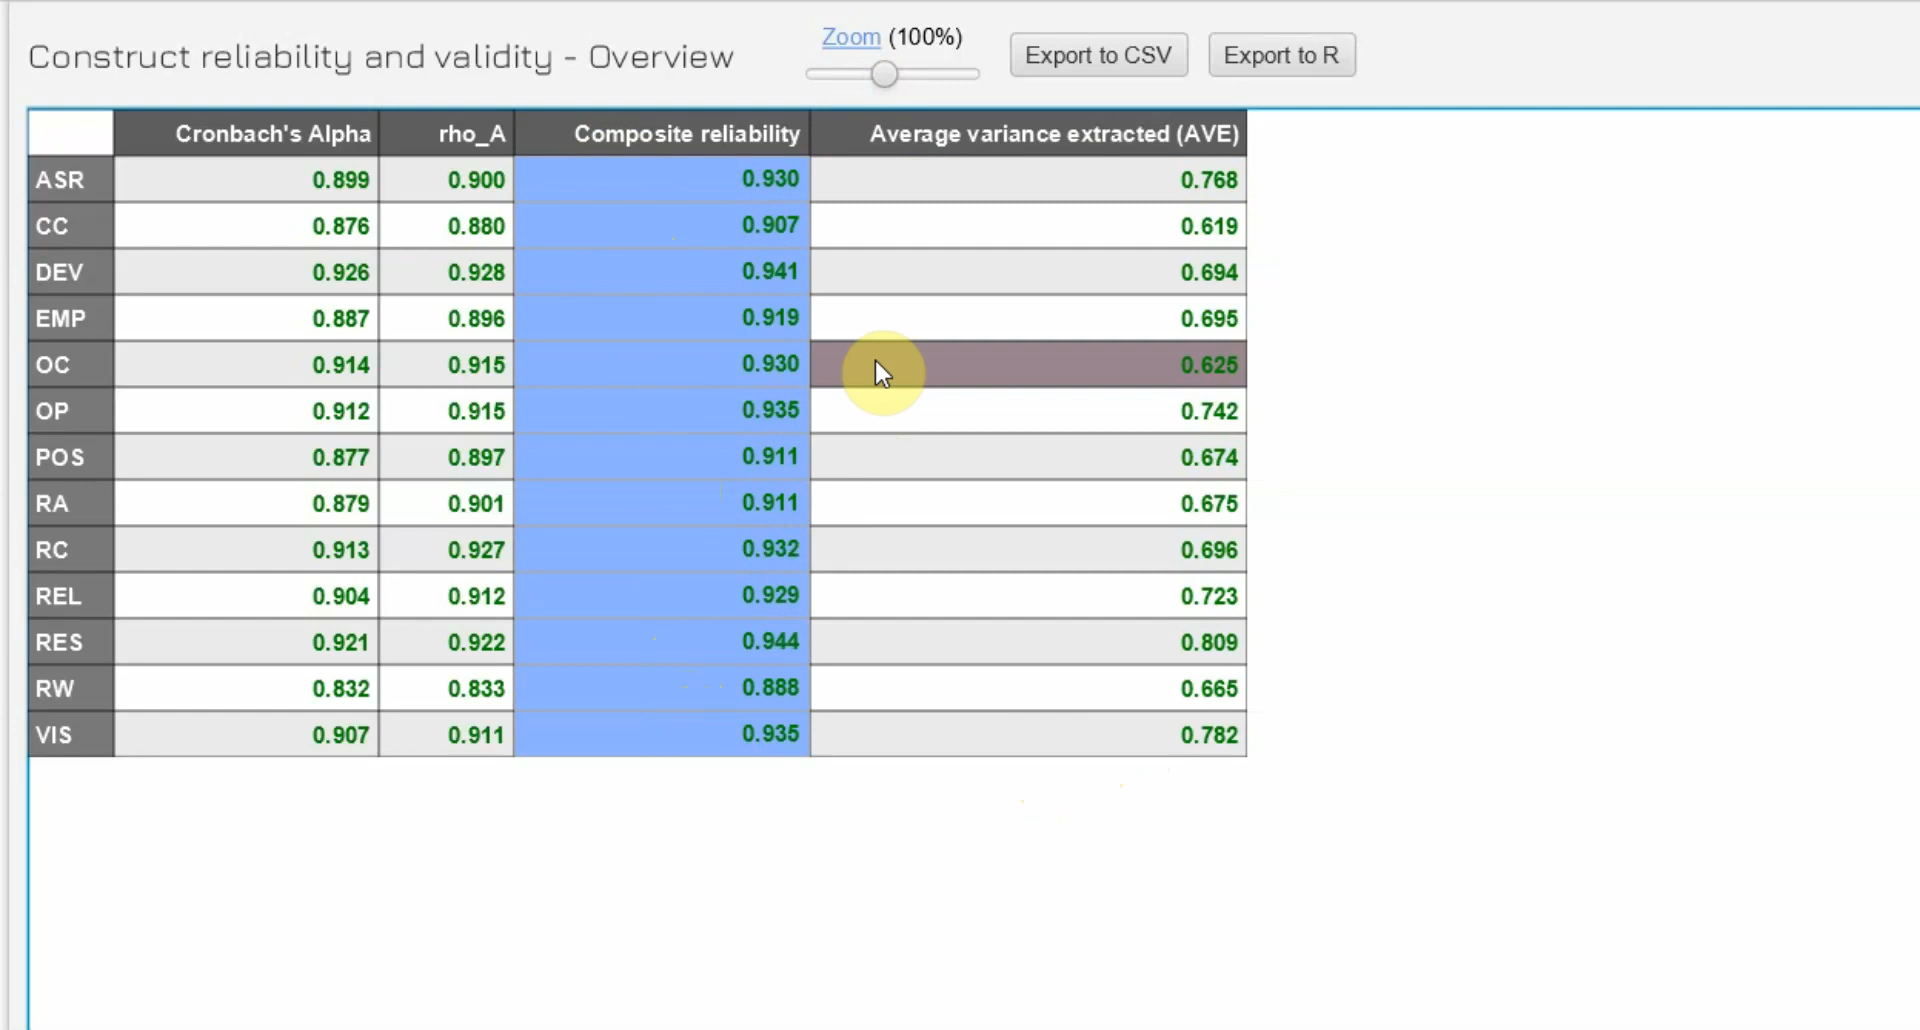 Construct reliability and validity - Overview
Zoom (100%)
Export to CSV
Export to R
Cronbach's Alpha rho_A Composite reliability Average variance extracted (AVE)
ASR 0.899 0.900 0.930 0.768
CC 0.876 0.880 0.907 0.619
DEV 0.926 0.928 0.941 0.694
EMP 0.887 0.896 0.919 0.695
OC 0.914 0.915 0.930 0.625
OP 0.912 0.915 0.935 0.742
POS 0.877 0.897 0.911 0.674
RA 0.879 0.901 0.911 0.675
RC 0.913 0.927 0.932 0.696
REL 0.904 0.912 0.929 0.723
RES 0.921 0.922 0.944 0.809
RW 0.832 0.833 0.888 0.665
VIS 0.907 0.911 0.935 0.782